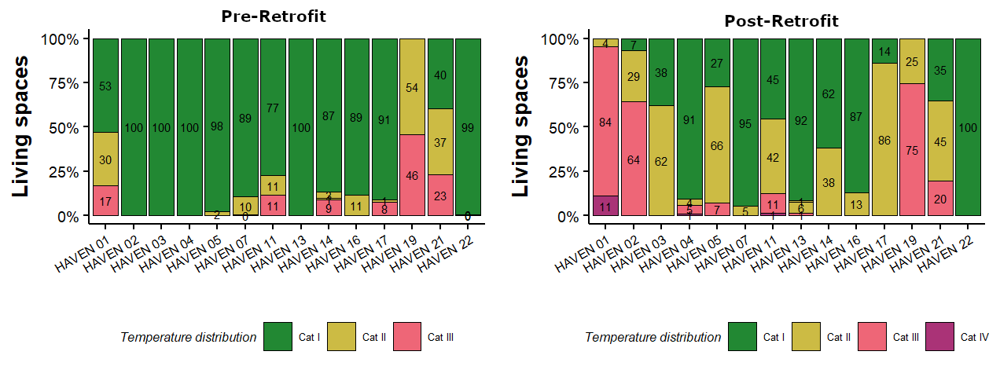 Pre-Retrofit
Living spaces
100%
75%
50%
25%
0%
53 30 17
100
100
100
98 2
89 10 0
77 11 11
100
87 3 1 9
89 11
91 1 8
54 46
40 37 23
99 0
HAVEN 01
HAVEN 02
HAVEN 03
HAVEN 04
HAVEN 05
HAVEN 07
HAVEN 11
HAVEN 13
HAVEN 14
HAVEN 16
HAVEN 17
HAVEN 19
HAVEN 21
HAVEN 22
Temperature distribution Cat I Cat II Cat III
Post-Retrofit
Living spaces
100%
75%
50%
25%
0%
4 84 11
7 29 64
38 62
91 4 5 1
27 66 7
95 5
45 42 11 1
92 1 6 1
62 38
87 13
14 86
25 75
35 45 20
100
HAVEN 01
HAVEN 02
HAVEN 03
HAVEN 04
HAVEN 05
HAVEN 07
HAVEN 11
HAVEN 13
HAVEN 14
HAVEN 16
HAVEN 17
HAVEN 19
HAVEN 21
HAVEN 22
Temperature distribution Cat I Cat II Cat III Cat IV